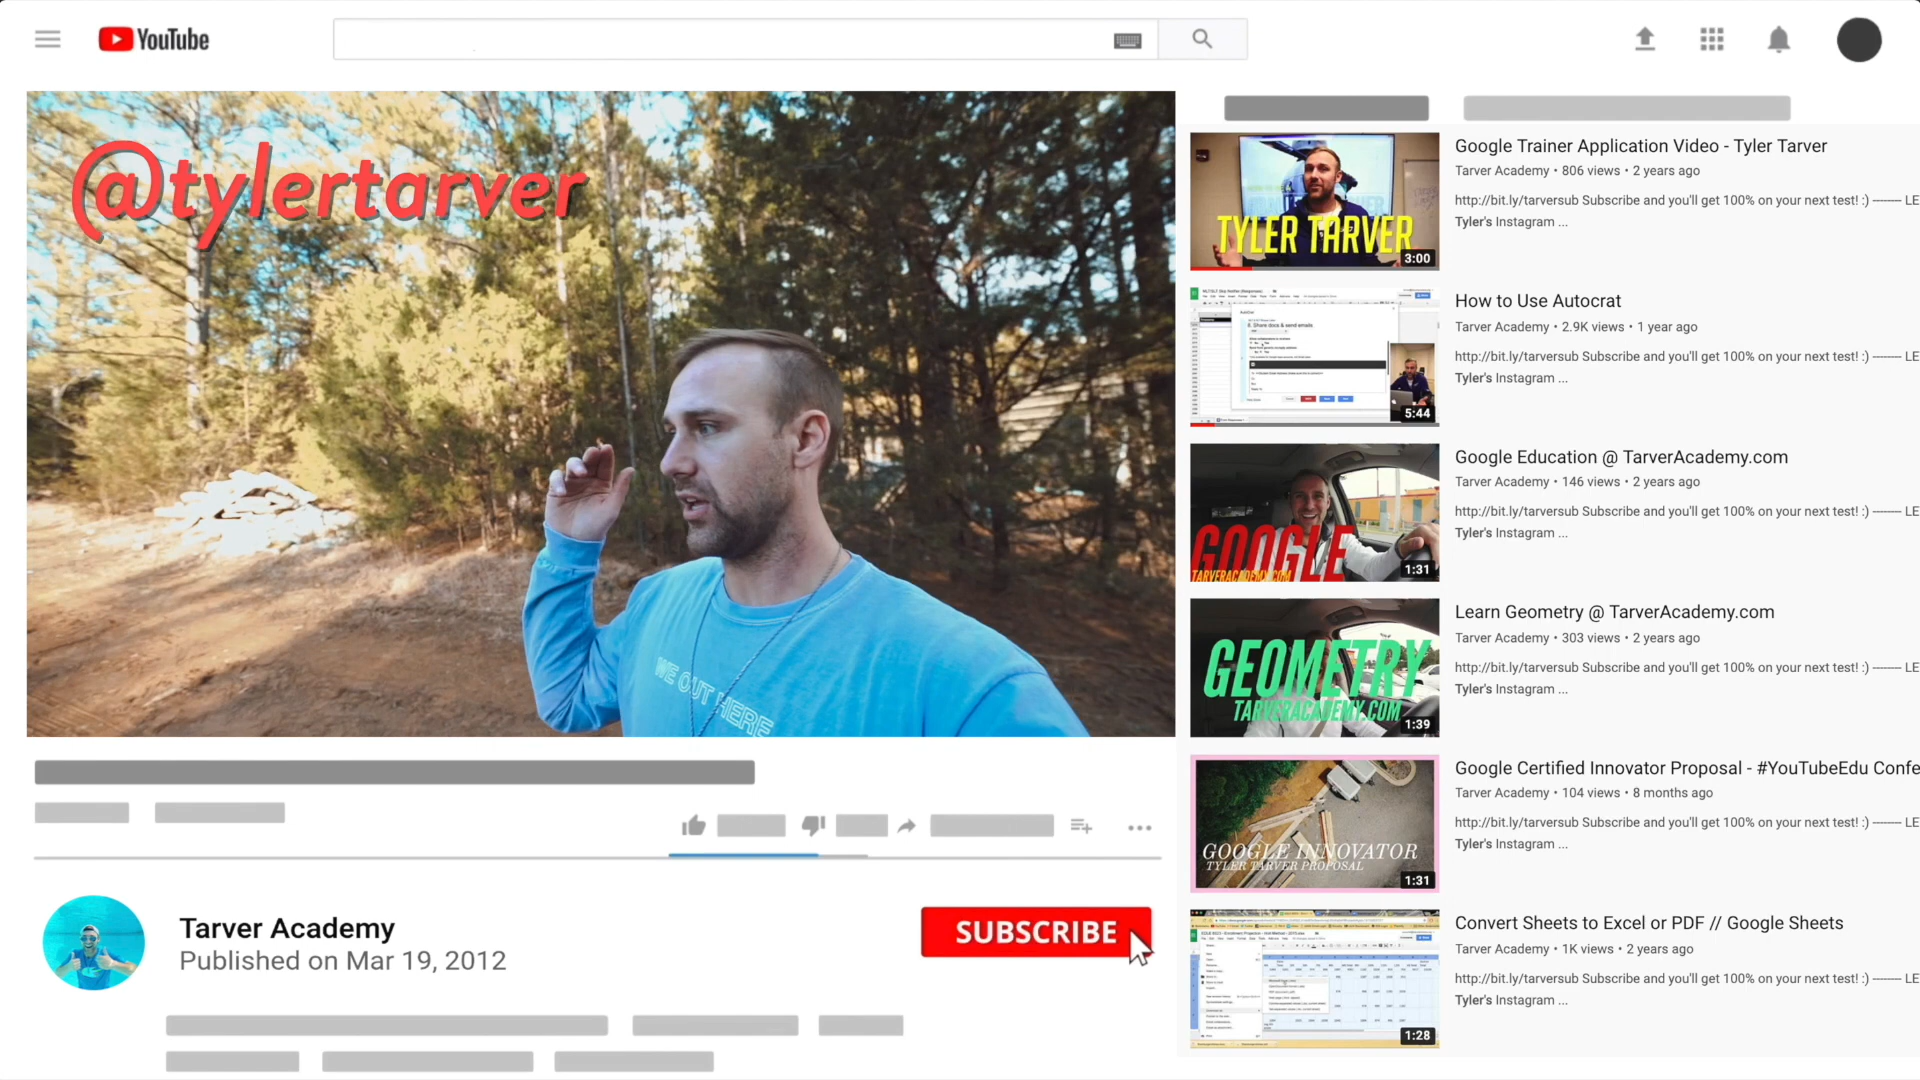 YouTube
@tylertarver
WE OUT HERE
Tarver Academy
Published on Mar 19, 2012
SUBSCRIBE
TYLER TARVER
3:00
Google Trainer Application Video - Tyler Tarver
Tarver Academy • 806 views • 2 years ago
http://bit.ly/tarversub Subscribe and you'll get 100% on your next test! :) -------- LE
Tyler's Instagram ...
8. Share docs & send emails
5:44
How to Use Autocrat
Tarver Academy • 2.9K views • 1 year ago
http://bit.ly/tarversub Subscribe and you'll get 100% on your next test! :) -------- LE
Tyler's Instagram ...
GOOGLE
TARVERACADEMY.COM
1:31
Google Education @ TarverAcademy.com
Tarver Academy • 146 views • 2 years ago
http://bit.ly/tarversub Subscribe and you'll get 100% on your next test! :) -------- LE
Tyler's Instagram ...
GEOMETRY
TARVERACADEMY.COM
1:39
Learn Geometry @ TarverAcademy.com
Tarver Academy • 303 views • 2 years ago
http://bit.ly/tarversub Subscribe and you'll get 100% on your next test! :) -------- LE
Tyler's Instagram ...
GOOGLE INNOVATOR
TYLER TARVER PROPOSAL
1:31
Google Certified Innovator Proposal - #YouTubeEdu Confe
Tarver Academy • 104 views • 8 months ago
http://bit.ly/tarversub Subscribe and you'll get 100% on your next test! :) -------- LE
Tyler's Instagram ...
1:28
Convert Sheets to Excel or PDF // Google Sheets
Tarver Academy • 1K views • 2 years ago
http://bit.ly/tarversub Subscribe and you'll get 100% on your next test! :) -------- LE
Tyler's Instagram ...